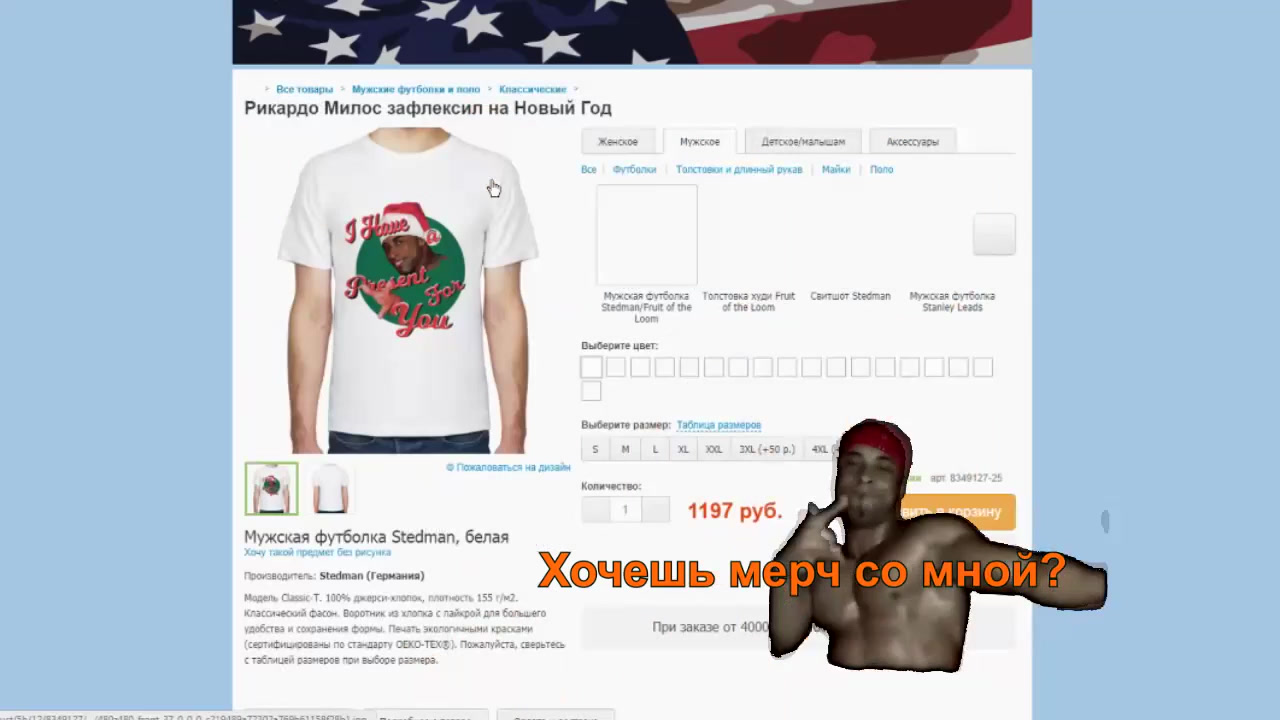 Все товары > Мужские футболки и поло > Классические >
Рикардо Милос зафлексил на Новый Год
Женское
Мужское
Детское/малышам
Аксессуары
Все
Футболки
Толстовки и длинный рукав
Майки
Поло
I Have
a
Present
For
You
Мужская футболка
Stedman/Fruit of the
Loom
Толстовка худи Fruit
of the Loom
Свитшот Stedman
Мужская футболка
Stanley Leads
Выберите цвет:
Выберите размер: Таблица размеров
S
M
L
XL
XXL
3XL (+50 р.)
4XL
Пожаловаться на дизайн
арт. 8349127-25
Количество:
1
1197 руб.
в корзину
Мужская футболка Stedman, белая
Хочу такой предмет без рисунка
Хочешь мерч со мной?
Производитель: Stedman (Германия)
Модель Classic-T. 100% джерси-хлопок, плотность 155 г/м2.
Классический фасон. Воротник из хлопка с лайкрой для большего
удобства и сохранения формы. Печать экологичными красками
(сертифицированы по стандарту OEKO-TEX®). Пожалуйста, сверьтесь
с таблицей размеров при выборе размера.
При заказе от 4000